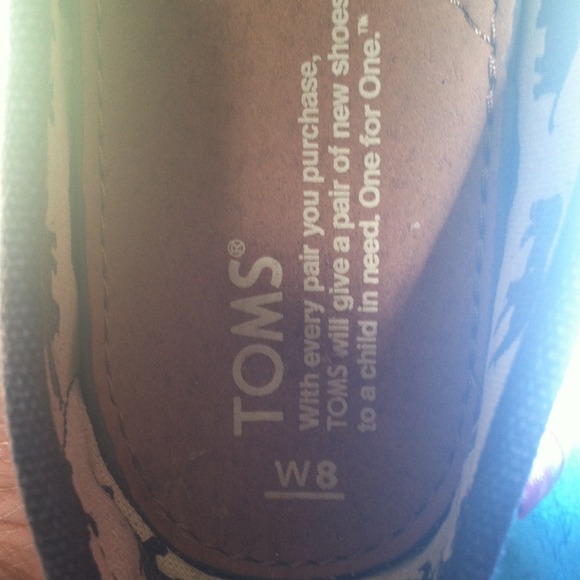 TOMS®
With every pair you purchase,
TOMS will give a pair of new shoes
to a child in need. One for One.™
W8